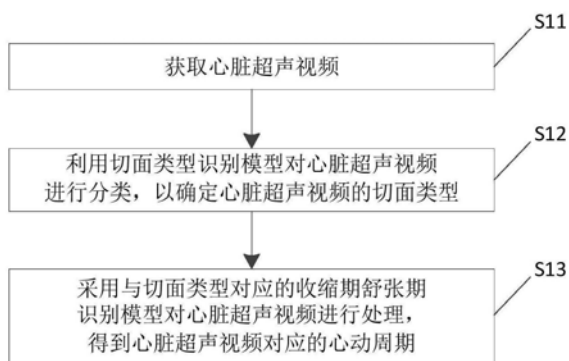 S11
获取心脏超声视频
S12
利用切面类型识别模型对心脏超声视频
进行分类，以确定心脏超声视频的切面类型
S13
采用与切面类型对应的收缩期舒张期
识别模型对心脏超声视频进行处理，
得到心脏超声视频对应的心动周期